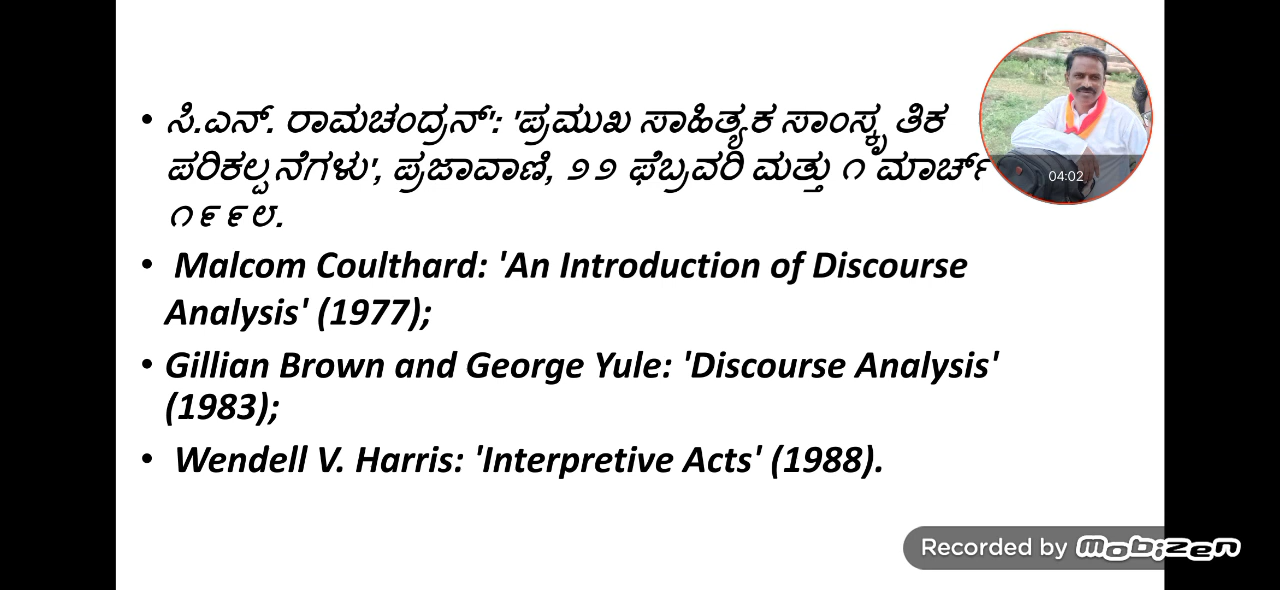 • ಸಿ.ಎನ್. ರಾಮಚಂದ್ರನ್': 'ಪ್ರಮುಖ ಸಾಹಿತ್ಯಕ ಸಾಂಸ್ಕೃತಿಕ
ಪರಿಕಲ್ಪನೆಗಳು', ಪ್ರಜಾವಾಣಿ, ೨೨ ಫೆಬ್ರವರಿ ಮತ್ತು ೧ ಮಾರ್ಚ್
೧೯೯೮.
• Malcom Coulthard: 'An Introduction of Discourse
Analysis' (1977);
• Gillian Brown and George Yule: 'Discourse Analysis'
(1983);
• Wendell V. Harris: 'Interpretive Acts' (1988).
04:02
Recorded by Mobizen